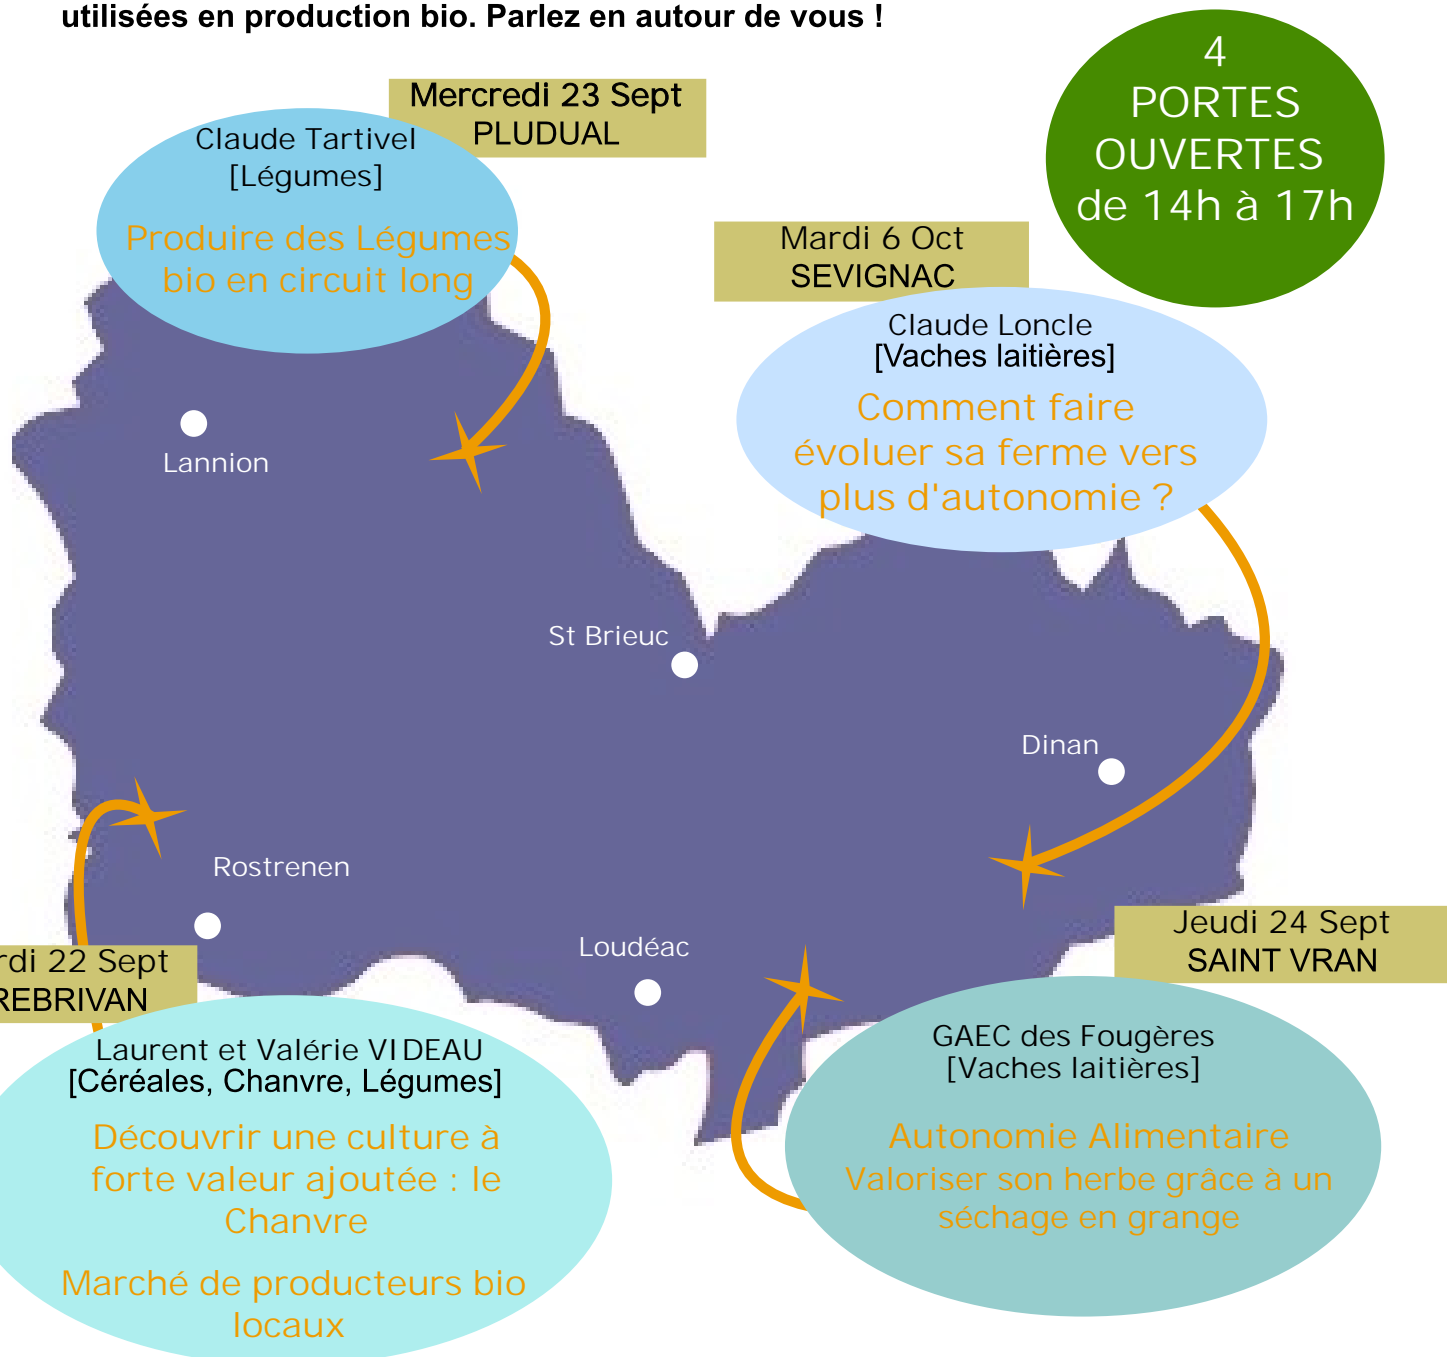 utilisées en production bio. Parlez en autour de vous !
4
PORTES
OUVERTES
de 14h à 17h
Mercredi 23 Sept
PLUDUAL
Claude Tartivel
[Légumes]
Produire des Légumes
bio en circuit long
Mardi 6 Oct
SEVIGNAC
Claude Loncle
[Vaches laitières]
Comment faire
évoluer sa ferme vers
plus d'autonomie ?
Lannion
St Brieuc
Dinan
Rostrenen
Loudéac
rdi 22 Sept
REBRIVAN
Laurent et Valérie VIDEAU
[Céréales, Chanvre, Légumes]
Découvrir une culture à
forte valeur ajoutée : le
Chanvre
Marché de producteurs bio
locaux
Jeudi 24 Sept
SAINT VRAN
GAEC des Fougères
[Vaches laitières]
Autonomie Alimentaire
Valoriser son herbe grâce à un
séchage en grange